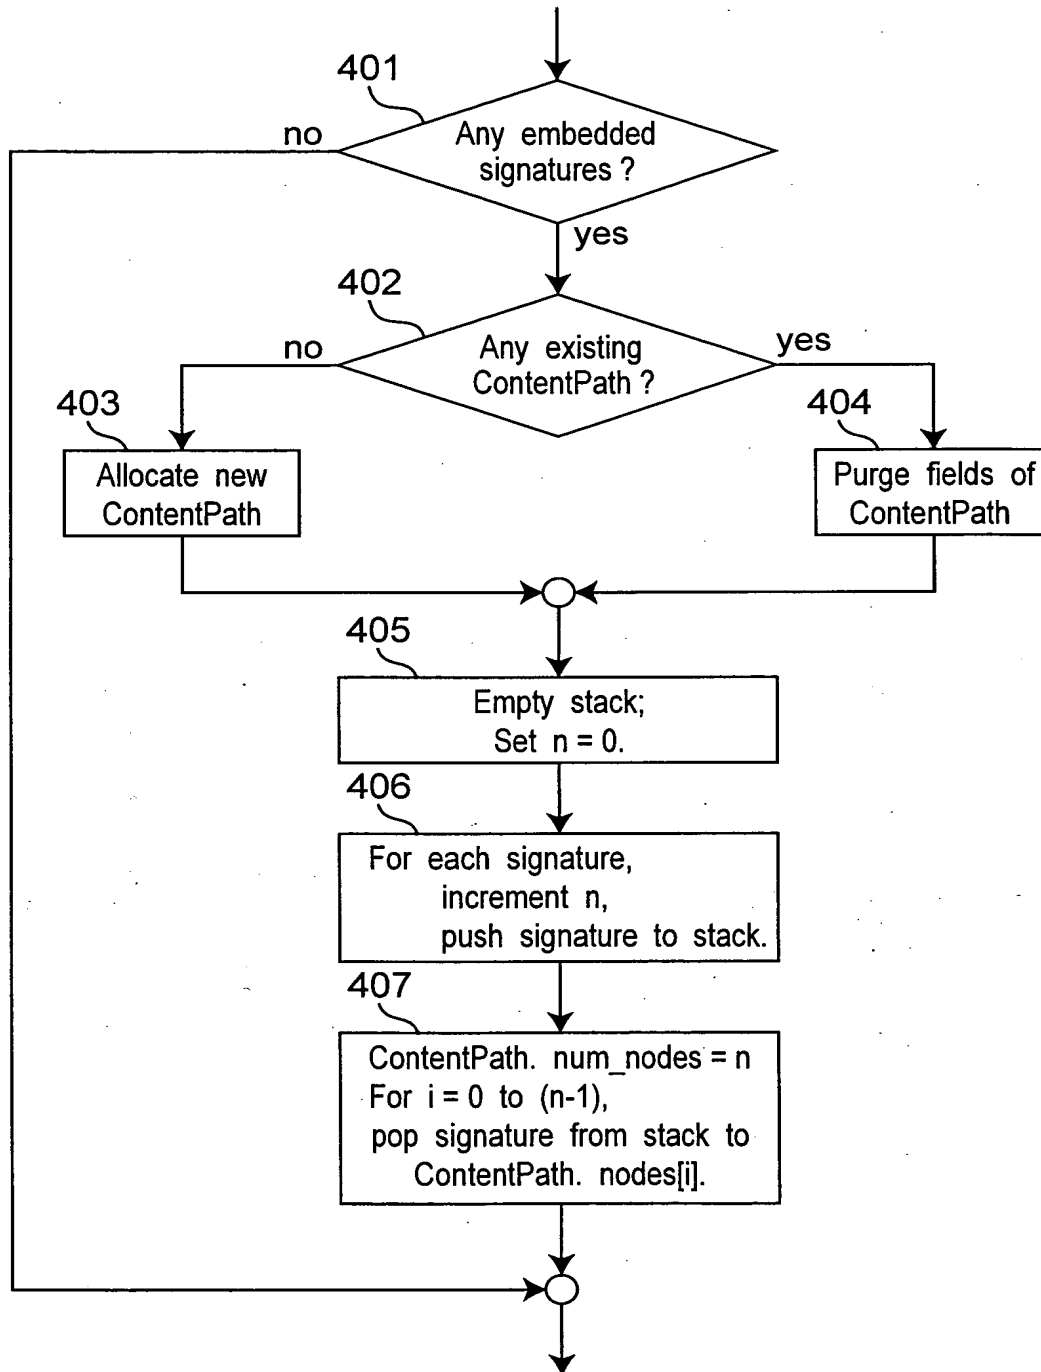 401
no
Any embedded
signatures ?
yes
402
no
Any existing
ContentPath ?
yes
403
Allocate new
ContentPath
404
Purge fields of
ContentPath
405
Empty stack;
Set n = 0.
406
For each signature,
increment n,
push signature to stack.
407
ContentPath. num_nodes = n
For i = 0 to (n-1),
pop signature from stack to
ContentPath. nodes[i].